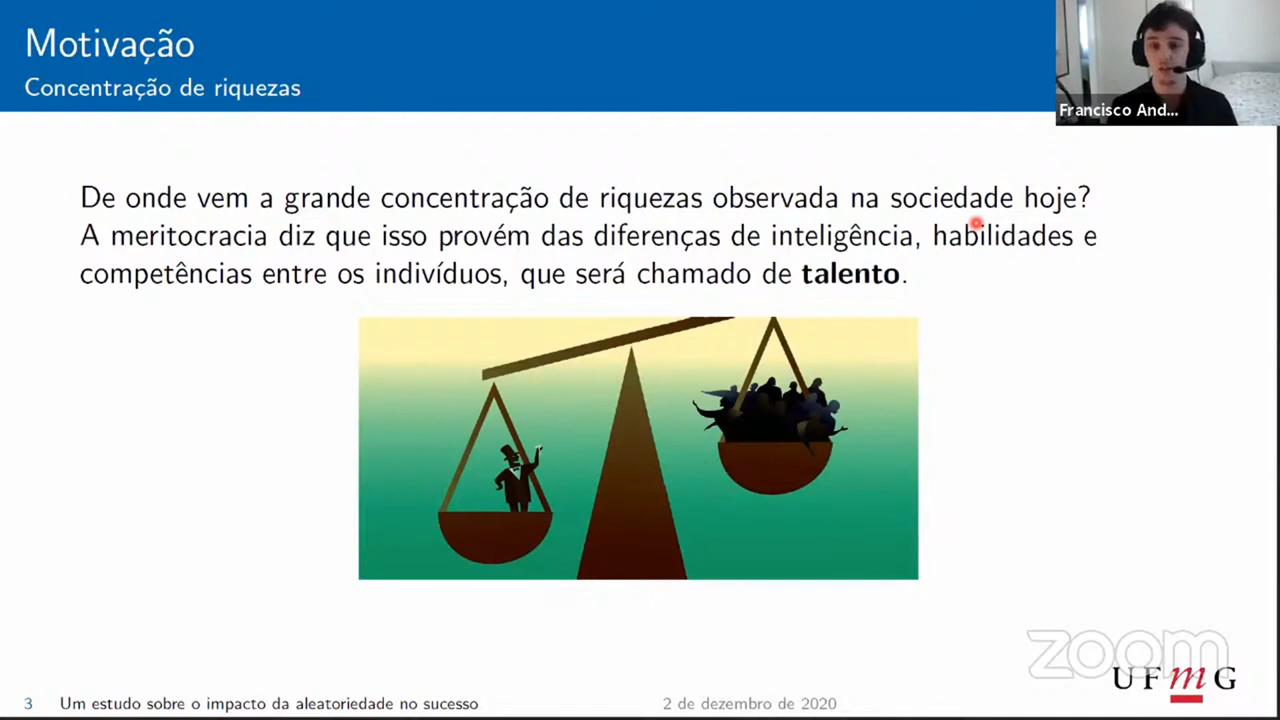 Motivação
Concentração de riquezas
Francisco And...
De onde vem a grande concentração de riquezas observada na sociedade hoje?
A meritocracia diz que isso provém das diferenças de inteligência, habilidades e
competências entre os indivíduos, que será chamado de talento.
zoom
UFmG
3 Um estudo sobre o impacto da aleatoriedade no sucesso 2 de dezembro de 2020